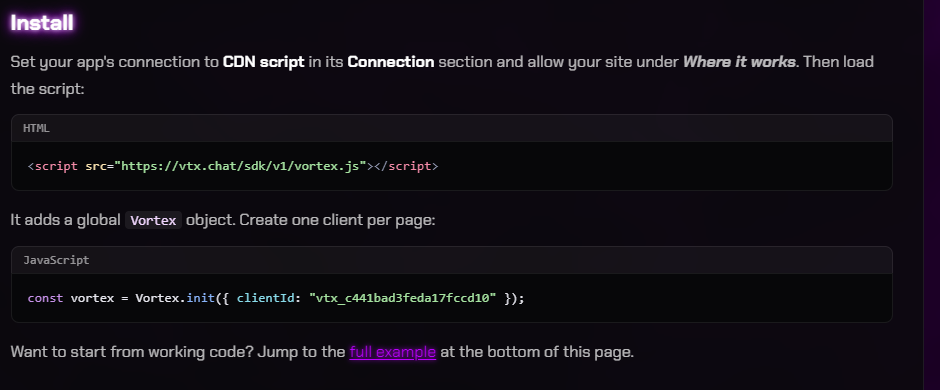 Install
Set your app's connection to CDN script in its Connection section and allow your site under Where it works. Then load
the script:
HTML
<script src="https://vtx.chat/sdk/v1/vortex.js"></script>
It adds a global Vortex object. Create one client per page:
JavaScript
const vortex = Vortex.init({ clientId: "vtx_c441bad3feda17fccd10" });
Want to start from working code? Jump to the full example at the bottom of this page.